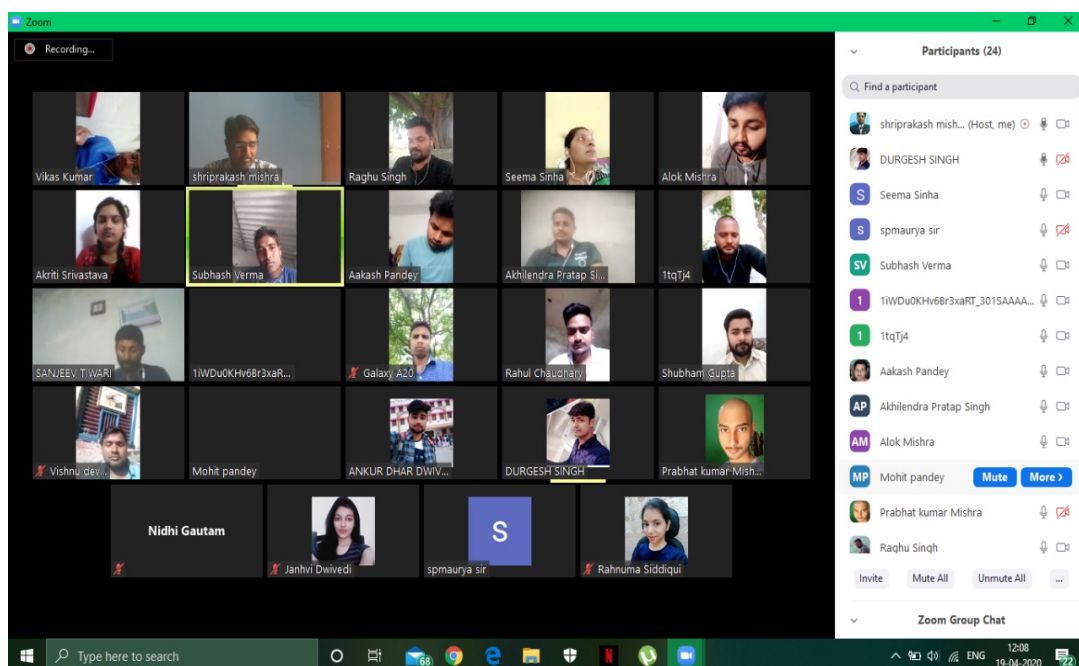 Zoom
Recording...
Vikas Kumar
shriprakash mishra
Raghu Singh
Seema Sinha
Alok Mishra
Akriti Srivastava
Subhash Verma
Aakash Pandey
Akhilendra Pratap Si...
1tqTj4
SANJEEV TIWARI
1iWDu0KHv6Br3xaR...
Galaxy A20
Rahul Chaudhary
Shubham Gupta
Vishnu dev...
Mohit pandey
ANKUR DHAR DWIV...
DURGESH SINGH
Prabhat kumar Mish...
Nidhi Gautam
Janhvi Dwivedi
S
spmaurya sir
Rahnuma Siddiqui
Participants (24)
Find a participant
shriprakash mish... (Host, me)
DURGESH SINGH
S Seema Sinha
S spmaurya sir
SV Subhash Verma
1 1iWDu0KHv6Br3xaRT_301SAAAA...
1 1tqTj4
Aakash Pandey
AP Akhilendra Pratap Singh
AM Alok Mishra
MP Mohit pandey Mute More >
Prabhat kumar Mishra
Raghu Singh
Invite Mute All Unmute All ...
Zoom Group Chat
Type here to search
68
N
ENG
12:08
19-04-2020
22